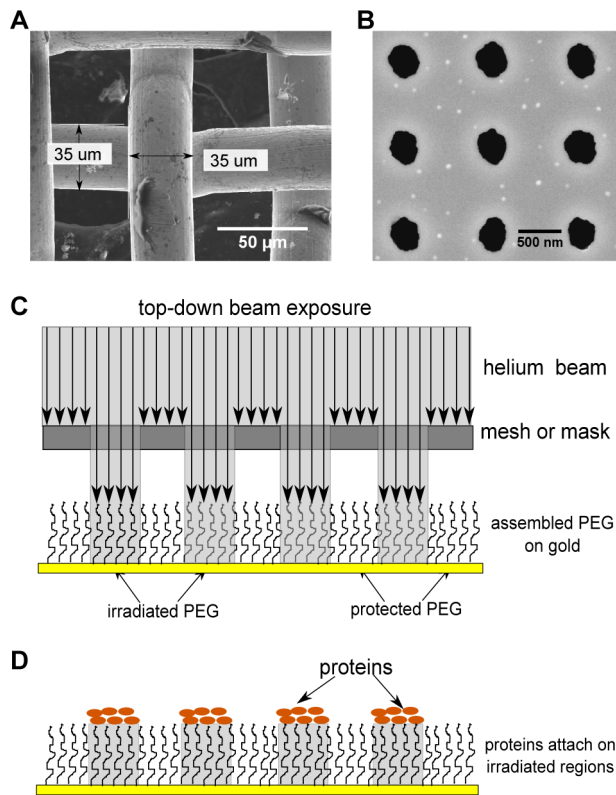 A
35 um
35 um
50 µm
B
500 nm
C
top-down beam exposure
helium beam
mesh or mask
assembled PEG
on gold
irradiated PEG
protected PEG
D
proteins
proteins attach on
irradiated regions